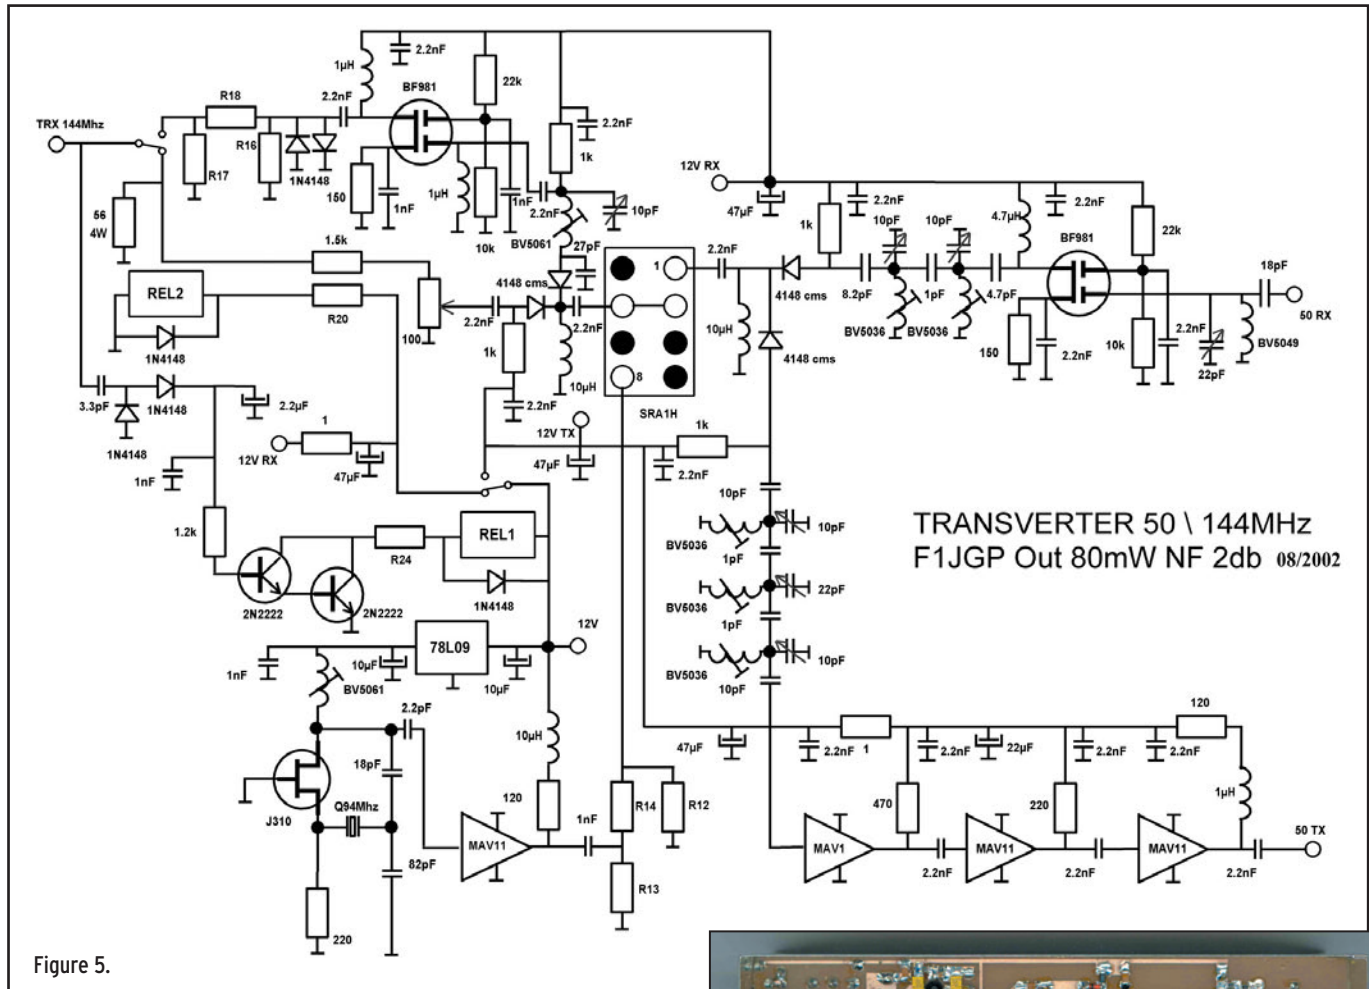 2.2nF
1μH
22k
BF981
R18
2.2nF
TRX 144Mhz
R16
R17
1N4148
2.2nF
1k
150
1nF
1μH
10k
1nF
2.2nF
10pF
BV5061
27pF
4148 cms
56
4W
1.5k
REL2
R20
1N4148
100
2.2nF
2.2nF
1k
10μH
2.2nF
1
8
SRA1H
12V RX
47μF
2.2nF
1k
2.2nF
10pF
10pF
4.7μH
2.2nF
BF981
22k
18pF
50 RX
4148 cms
8.2pF
1pF
4.7pF
BV5036
BV5036
10μH
4148 cms
150
2.2nF
10k
2.2nF
22pF
BV5049
3.3pF
1N4148
1N4148
2.2μF
1nF
12V RX
1
47μF
12V TX
47μF
2.2nF
1k
1.2k
2N2222
2N2222
R24
REL1
1N4148
10pF
10pF
BV5036
1pF
22pF
BV5036
1pF
10pF
BV5036
10pF
TRANSVERTER 50 \ 144MHz
F1JGP Out 80mW NF 2db 08/2002
1nF
10μF
78L09
10μF
12V
BV5061
2.2pF
10μH
18pF
Q94Mhz
J310
82pF
220
MAV11
120
1nF
R14
R12
R13
47μF
2.2nF
1
2.2nF
22μF
2.2nF
2.2nF
120
1μH
470
220
MAV1
2.2nF
MAV11
2.2nF
MAV11
2.2nF
50 TX
Figure 5.